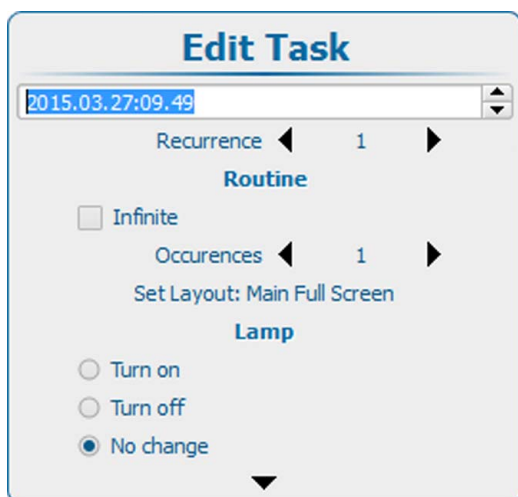 Edit Task
2015.03.27:09.49
Recurrence 1
Routine
Infinite
Occurences 1
Set Layout: Main Full Screen
Lamp
Turn on
Turn off
No change